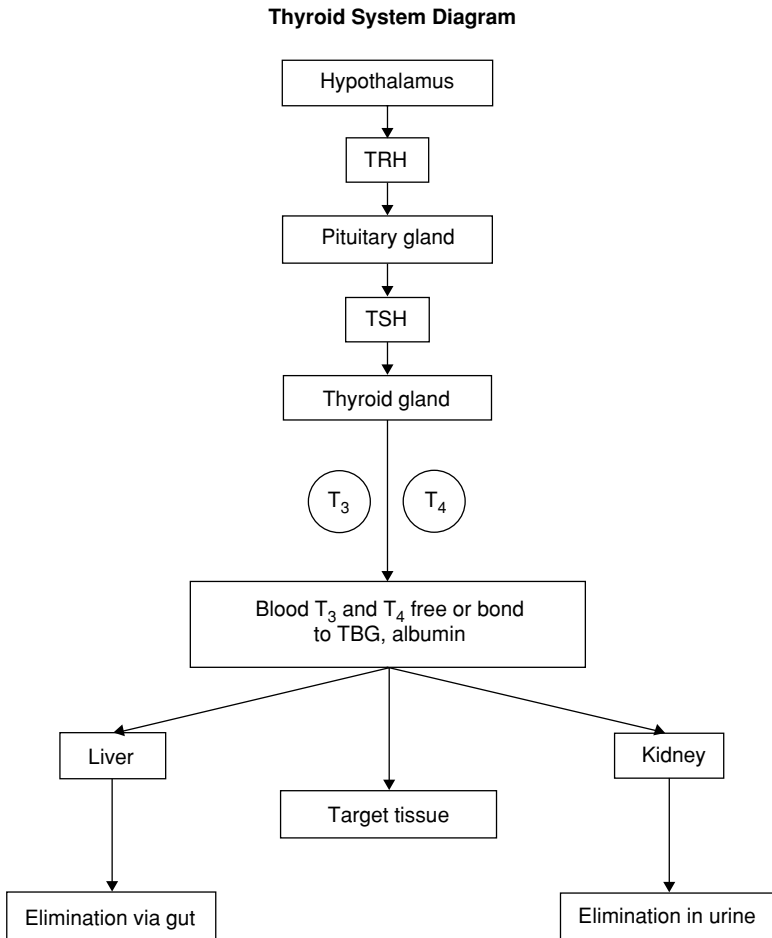 Thyroid System Diagram
Hypothalamus
TRH
Pituitary gland
TSH
Thyroid gland
T₃
T₄
Blood T₃ and T₄ free or bond
to TBG, albumin
Liver
Kidney
Target tissue
Elimination via gut
Elimination in urine